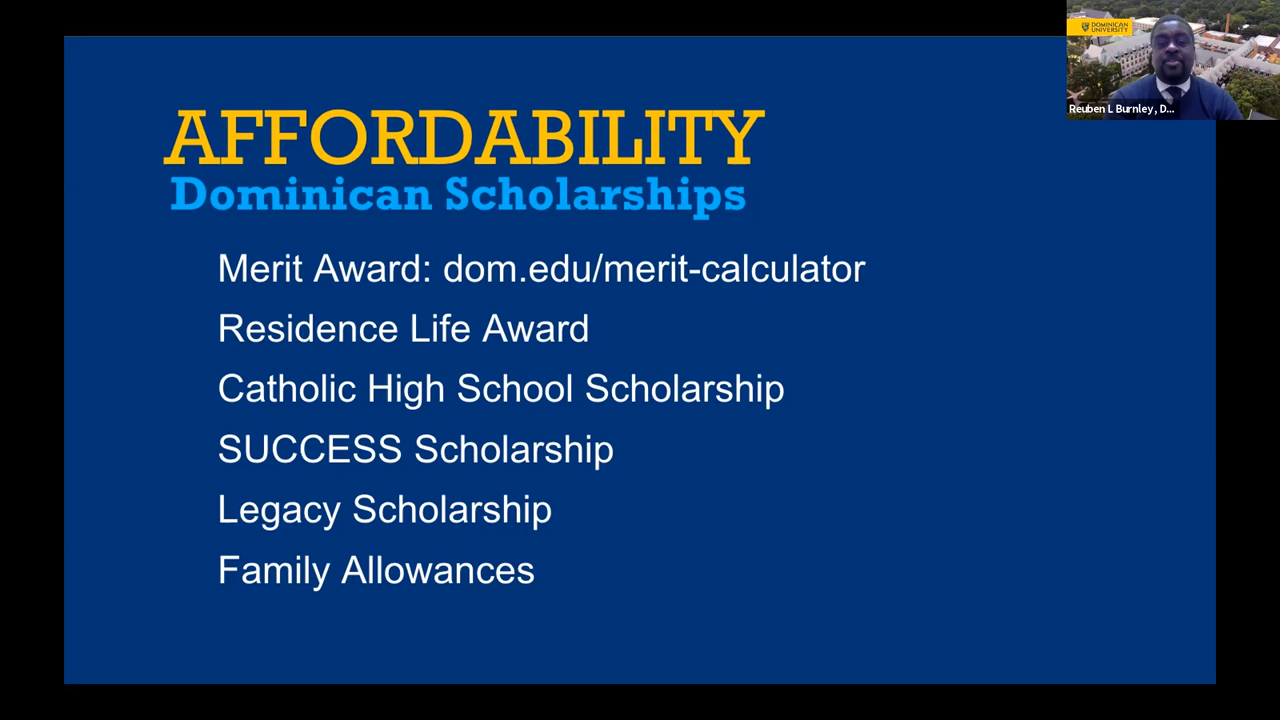 AFFORDABILITY
Dominican Scholarships
Merit Award: dom.edu/merit-calculator
Residence Life Award
Catholic High School Scholarship
SUCCESS Scholarship
Legacy Scholarship
Family Allowances
DOMINICAN
UNIVERSITY
Reuben L Burnley, D...